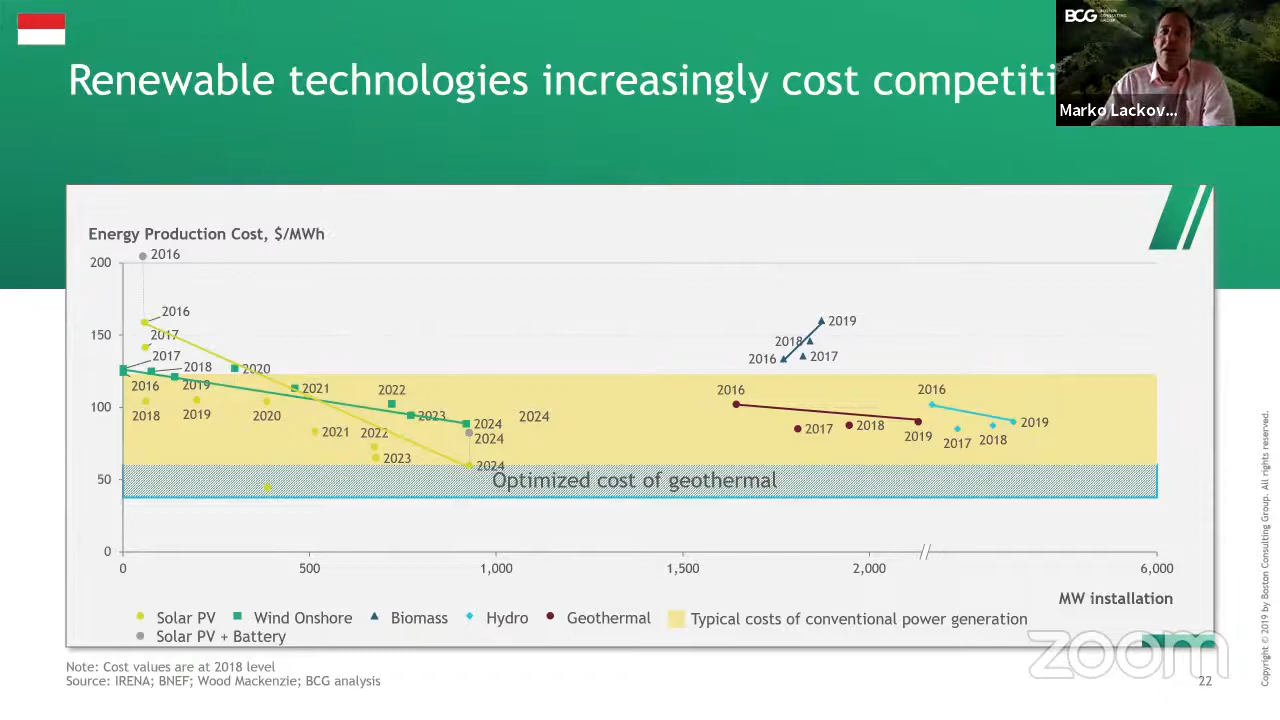 BCG BOSTON
CONSULTING
GROUP
Marko Lackov...
Renewable technologies increasingly cost competiti
Energy Production Cost, $/MWh
200
150
100
50
0
2016
2016
2017
2017
2018
2020
2016
2019
2021
2022
2018
2019
2020
2023
2024
2024
2021
2022
2024
2023
2024
2019
2018
2016
2017
2016
2017
2018
2019
2016
2019
2017
2018
Optimized cost of geothermal
0
500
1,000
1,500
2,000
6,000
MW installation
Solar PV
Wind Onshore
Biomass
Hydro
Geothermal
Typical costs of conventional power generation
Solar PV + Battery
Note: Cost values are at 2018 level
Source: IRENA; BNEF; Wood Mackenzie; BCG analysis
22
zoom
Copyright © 2019 by Boston Consulting Group. All rights reserved.